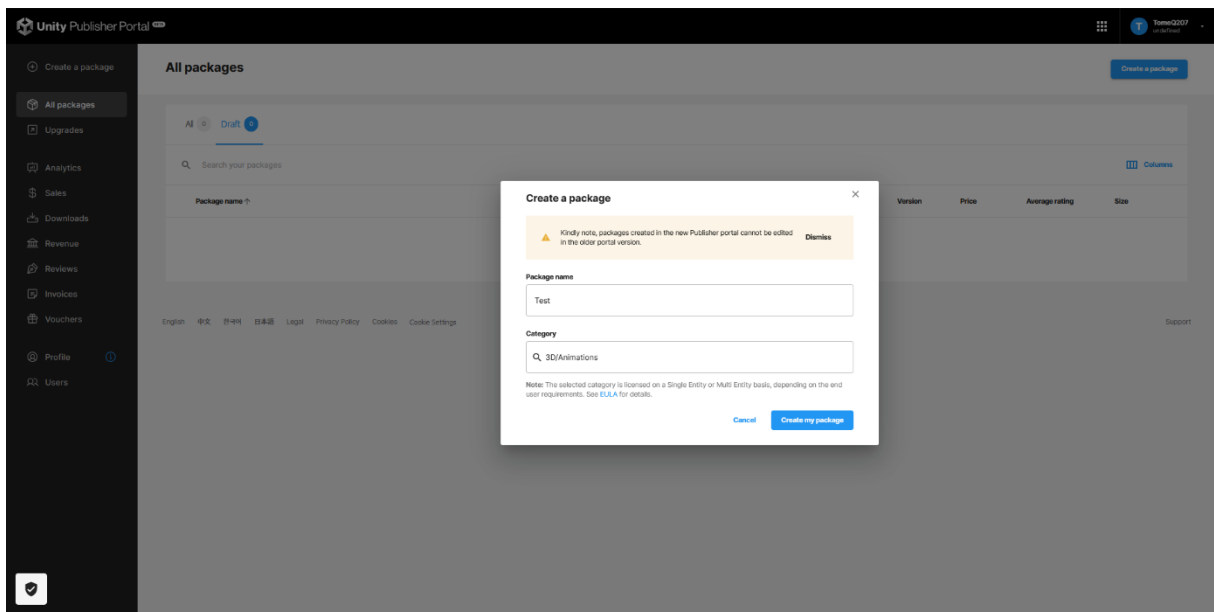 Unity Publisher Portal BETA
TomeQ207
undefined
T
Create a package
All packages
Upgrades
Analytics
Sales
Downloads
Revenue
Reviews
Invoices
Vouchers
Profile
Users
All packages
Create a package
All 0 Draft 0
Search your packages
Columns
Package name ↑
Version Price Average rating Size
Create a package
Kindly note, packages created in the new Publisher portal cannot be edited
in the older portal version.
Dismiss
Package name
Test
Category
3D/Animations
Note: The selected category is licensed on a Single Entity or Multi Entity basis, depending on the end
user requirements. See EULA for details.
Cancel Create my package
English 中文 한국어 日本語 Legal Privacy Policy Cookies Cookie Settings
Support